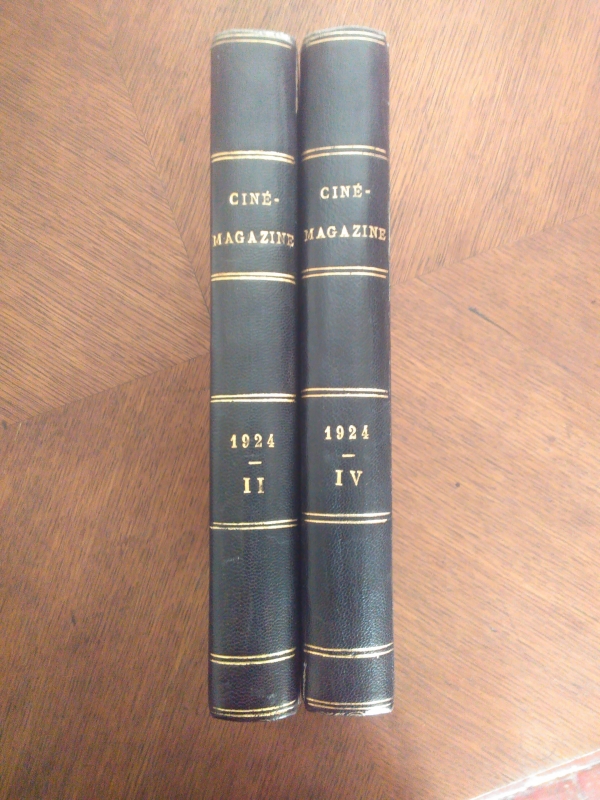 CINÉ-
MAGAZINE
1924
—
II
CINÉ-
MAGAZINE
1924
—
IV